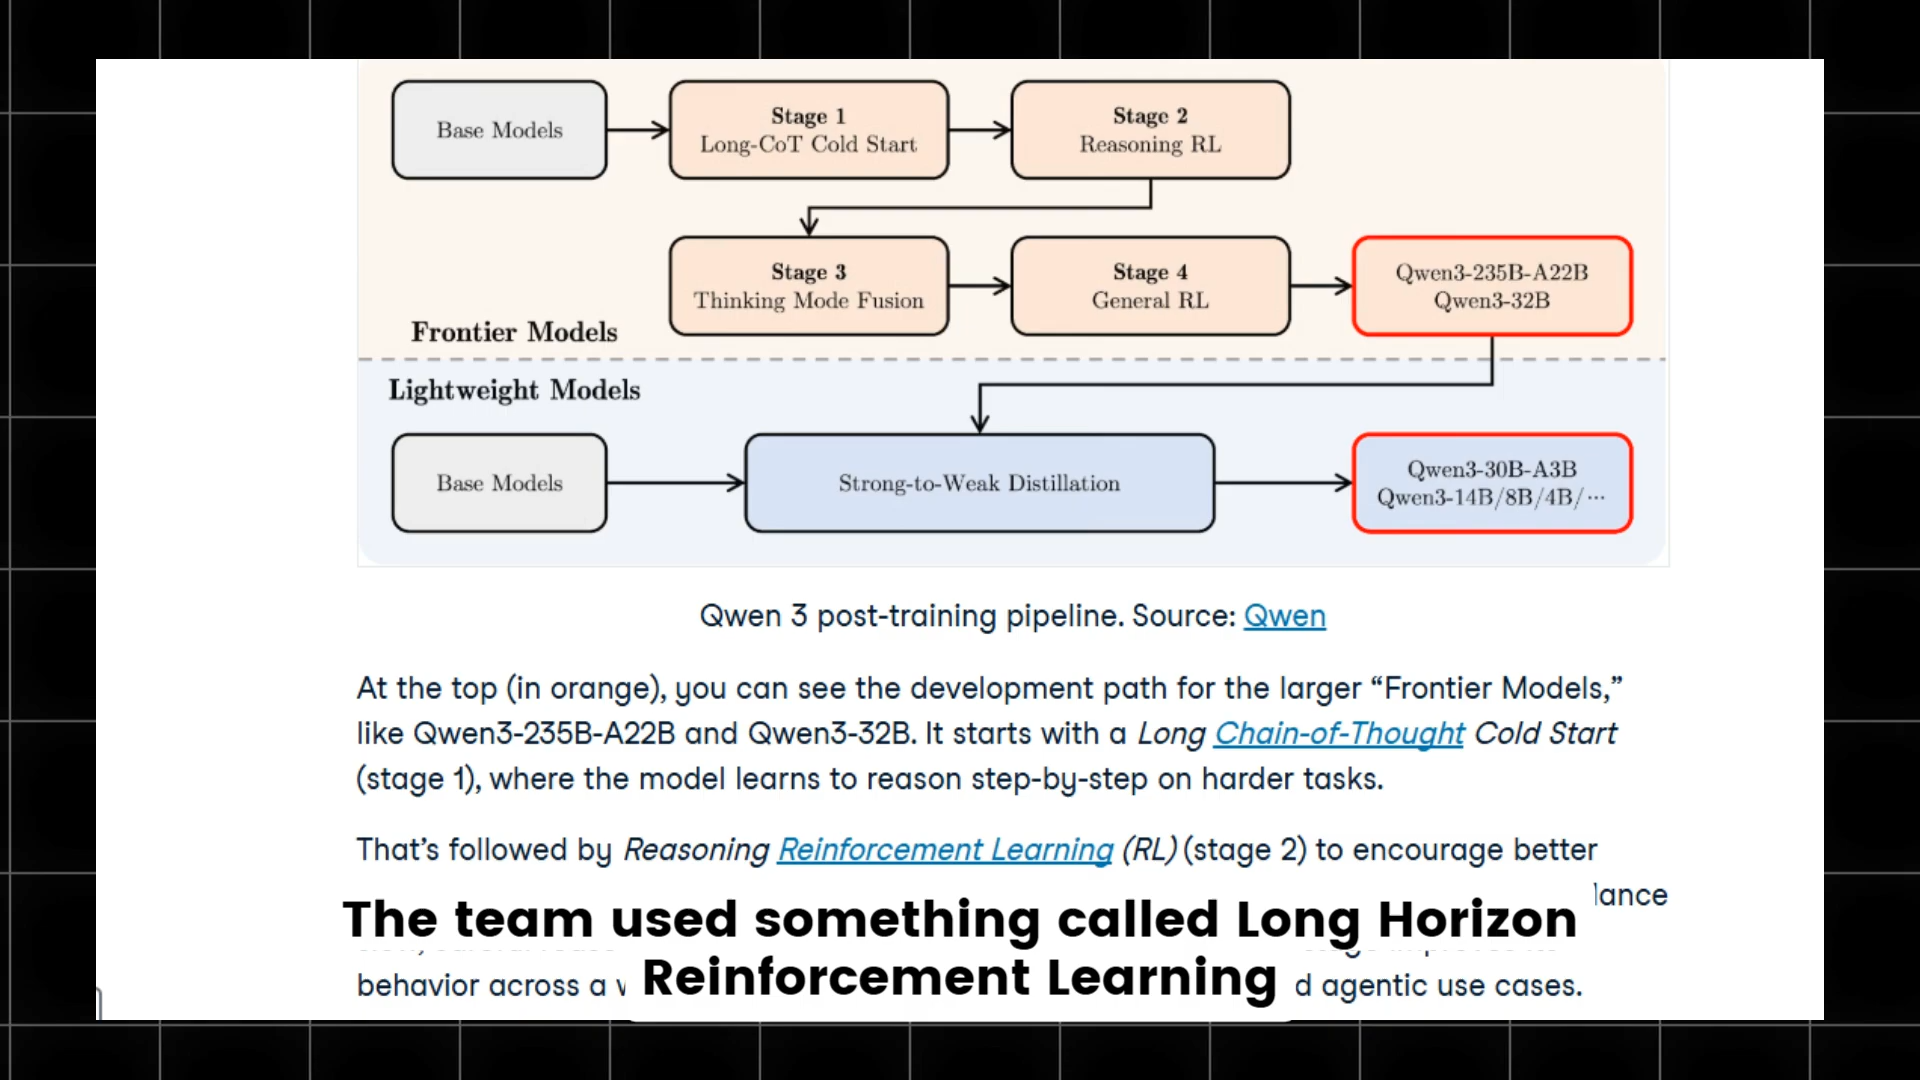 Base Models
Stage 1
Long-CoT Cold Start
Stage 2
Reasoning RL
Stage 3
Thinking Mode Fusion
Stage 4
General RL
Qwen3-235B-A22B
Qwen3-32B
Frontier Models
Lightweight Models
Base Models
Strong-to-Weak Distillation
Qwen3-30B-A3B
Qwen3-14B/8B/4B/···
Qwen 3 post-training pipeline. Source: Qwen
At the top (in orange), you can see the development path for the larger “Frontier Models,”
like Qwen3-235B-A22B and Qwen3-32B. It starts with a Long Chain-of-Thought Cold Start
(stage 1), where the model learns to reason step-by-step on harder tasks.
That’s followed by Reasoning Reinforcement Learning (RL) (stage 2) to encourage better
The team used something called Long Horizon
Reinforcement Learning
behavior across a
agentic use cases.